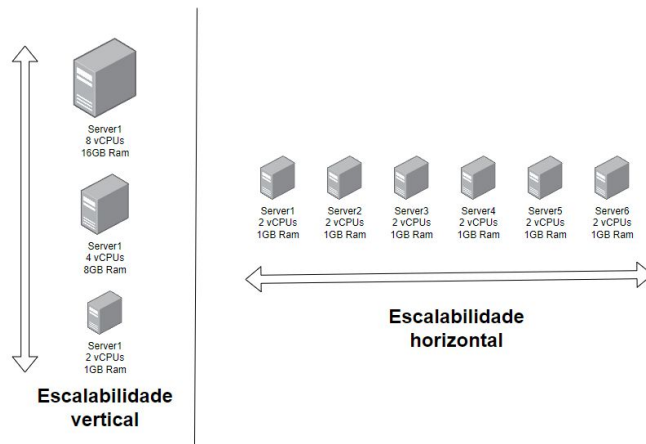 Server1
8 vCPUs
16GB Ram
Server1
4 vCPUs
8GB Ram
Server1
2 vCPUs
1GB Ram
Escalabilidade
vertical
Server1
2 vCPUs
1GB Ram
Server2
2 vCPUs
1GB Ram
Server3
2 vCPUs
1GB Ram
Server4
2 vCPUs
1GB Ram
Server5
2 vCPUs
1GB Ram
Server6
2 vCPUs
1GB Ram
Escalabilidade
horizontal